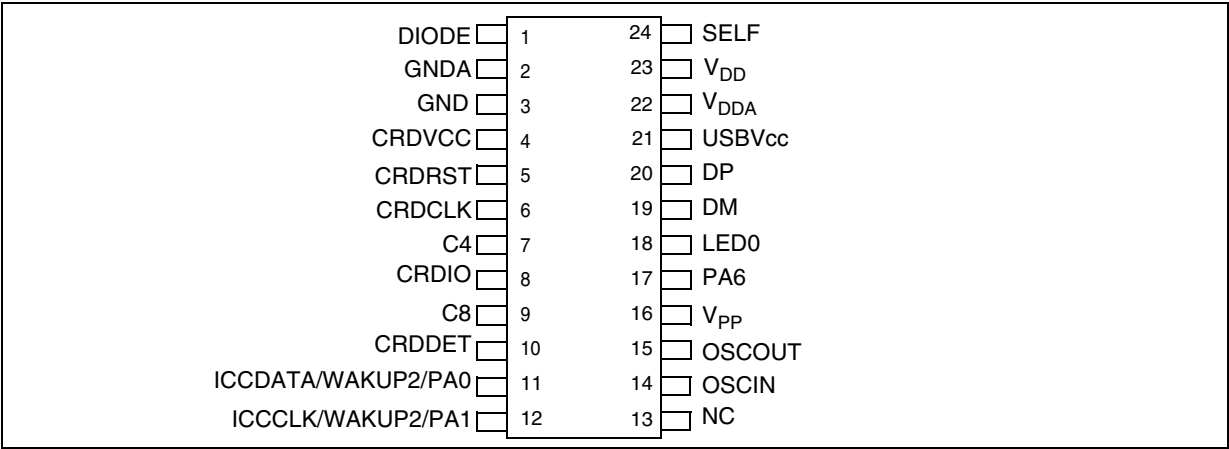 DIODE 1 24 SELF
GNDA 2 23 VDD
GND 3 22 VDDA
CRDVCC 4 21 USBVcc
CRDRST 5 20 DP
CRDCLK 6 19 DM
C4 7 18 LED0
CRDIO 8 17 PA6
C8 9 16 VPP
CRDDET 10 15 OSCOUT
ICCDATA/WAKUP2/PA0 11 14 OSCIN
ICCCLK/WAKUP2/PA1 12 13 NC